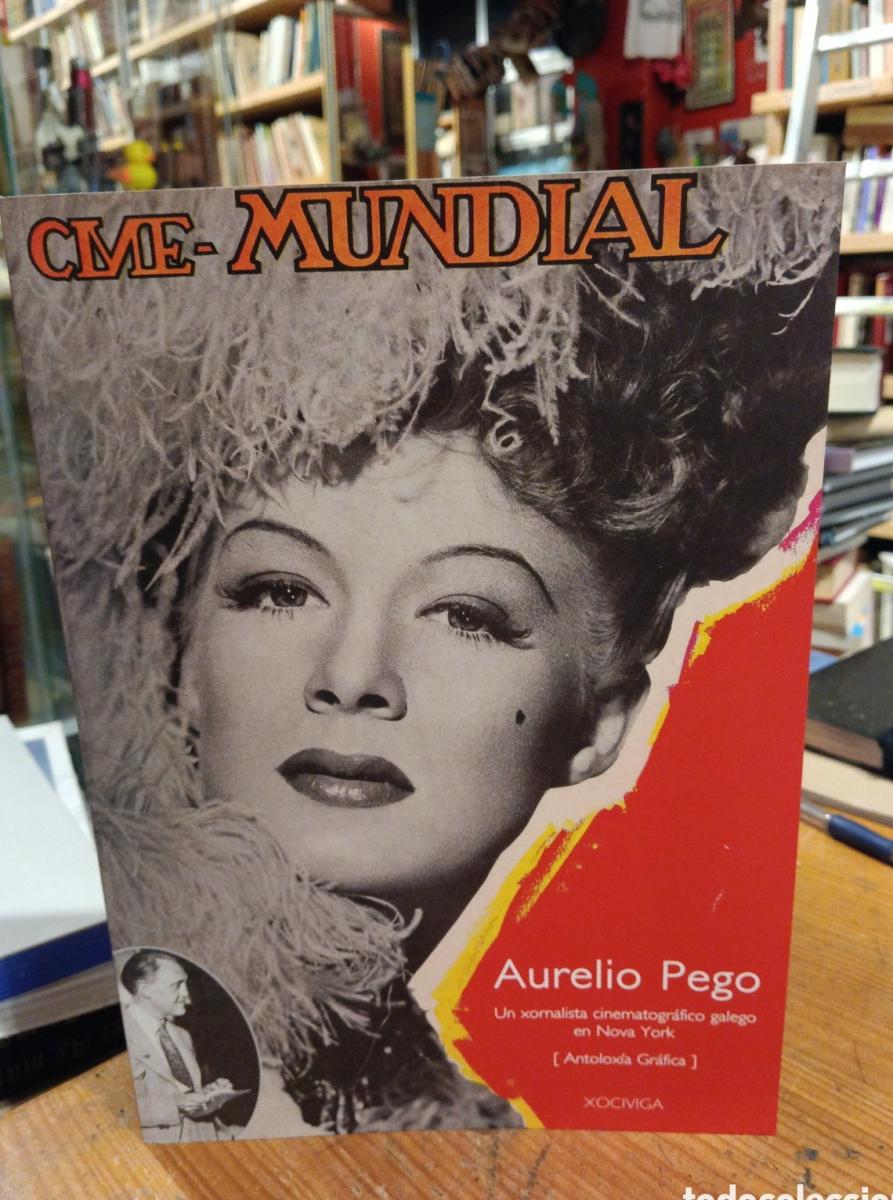 CINE-MUNDIAL
Aurelio Pego
Un xornalista cinematográfico galego
en Nova York
[ Antoloxía Gráfica ]
XOCIVIGA